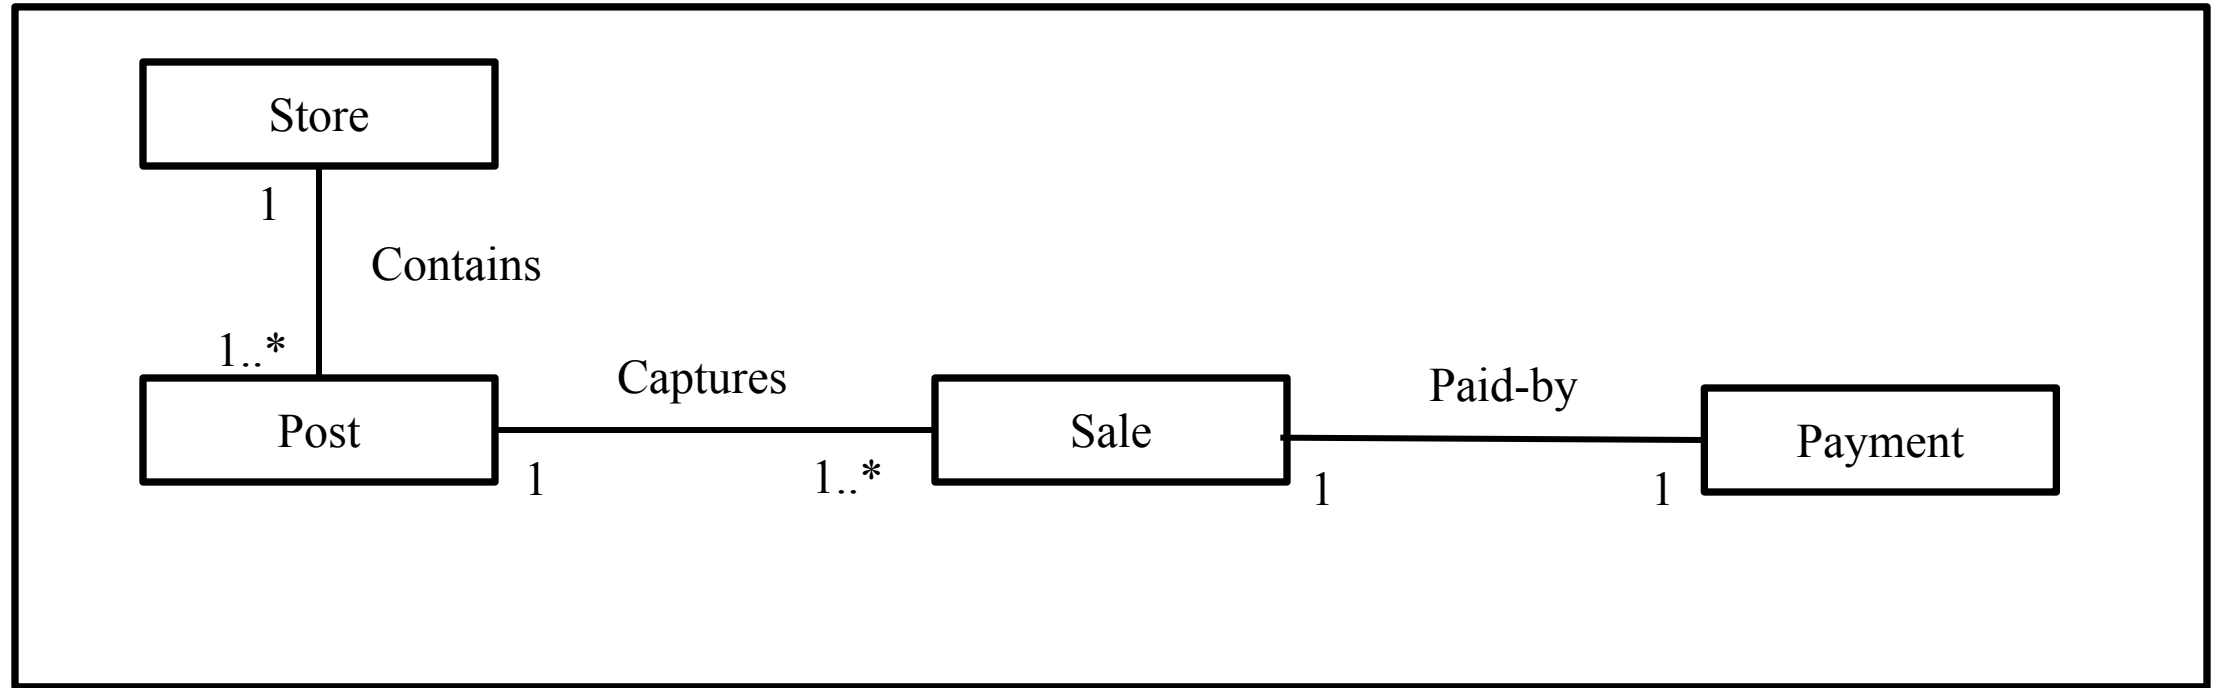 Store
1
Contains
1..*
Captures
Paid-by
Post
Sale
Payment
1
1..*
1
1